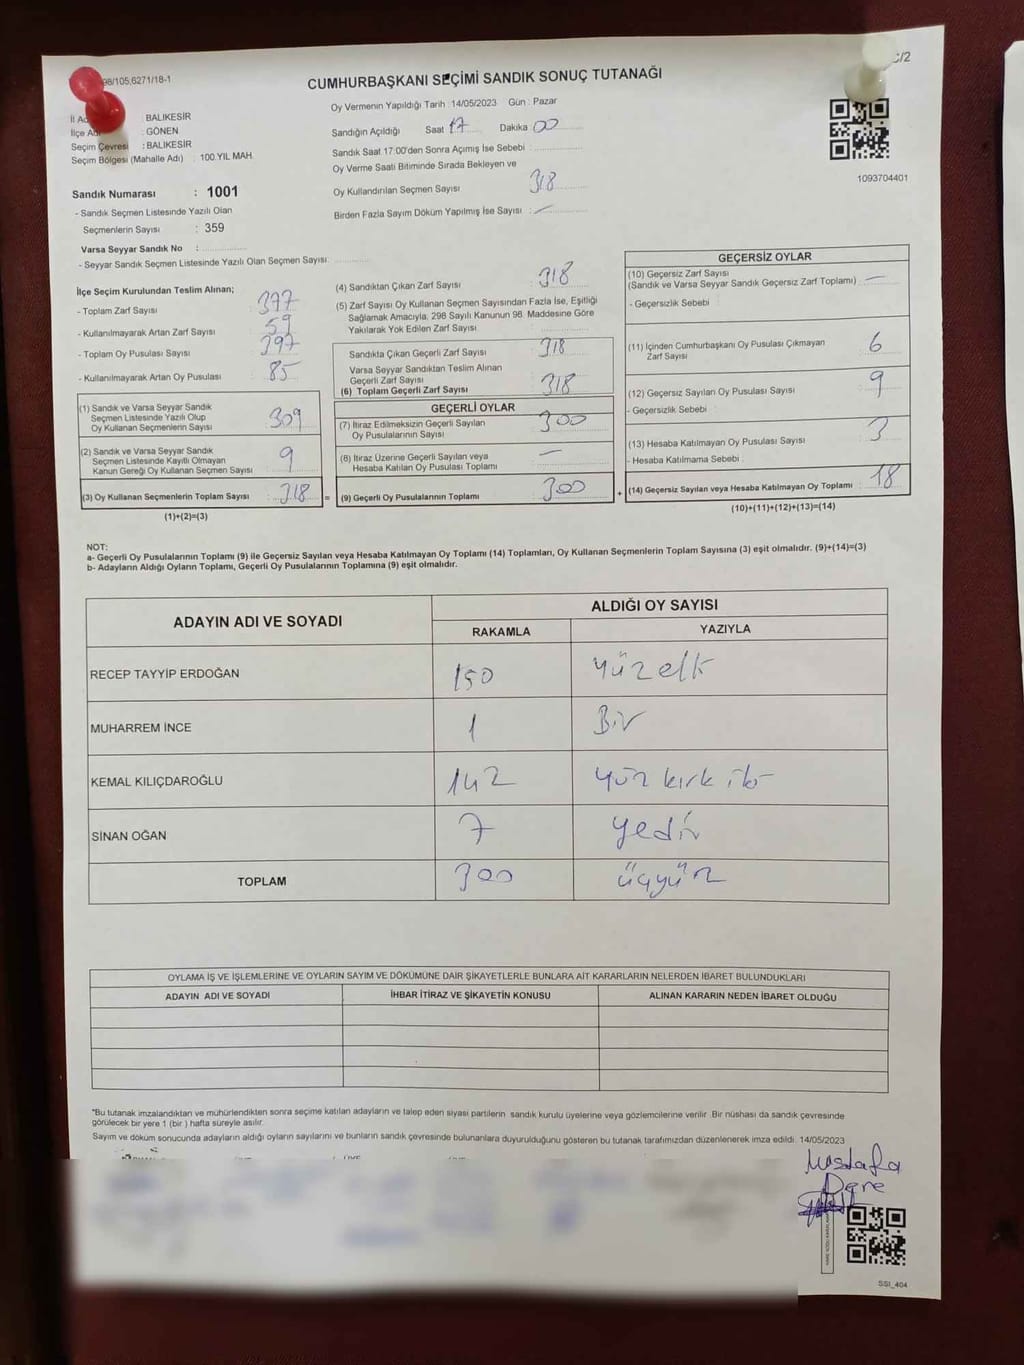 98/105,6271/18-1
/2
CUMHURBAŞKANI SEÇİMİ SANDIK SONUÇ TUTANAĞI
İl Adı : BALIKESİR
İlçe Adı : GÖNEN
Seçim Çevresi : BALIKESİR
Seçim Bölgesi (Mahalle Adı) : 100.YIL MAH.
Sandık Numarası : 1001
- Sandık Seçmen Listesinde Yazılı Olan
Seçmenlerin Sayısı : 359
Varsa Seyyar Sandık No :
- Seyyar Sandık Seçmen Listesinde Yazılı Olan Seçmen Sayısı:
Oy Vermenin Yapıldığı Tarih : 14/05/2023 Gün : Pazar
Sandığın Açıldığı Saat 17 Dakika 00
Sandık Saat 17:00'den Sonra Açımış İse Sebebi :
Oy Verme Saati Bitiminde Sırada Bekleyen ve
Oy Kullandırılan Seçmen Sayısı 318
Birden Fazla Sayım Döküm Yapılmış İse Sayısı : —
1093704401
İlçe Seçim Kurulundan Teslim Alınan;
- Toplam Zarf Sayısı : 377
- Kullanılmayarak Artan Zarf Sayısı : 59
- Toplam Oy Pusulası Sayısı : 397
- Kullanılmayarak Artan Oy Pusulası : 85
(1) Sandık ve Varsa Seyyar Sandık
Seçmen Listesinde Yazılı Olup
Oy Kullanan Seçmenlerin Sayısı : 309
(2) Sandık ve Varsa Seyyar Sandık
Seçmen Listesinde Kayıtlı Olmayan
Kanun Gereği Oy Kullanan Seçmen Sayısı : 9
(3) Oy Kullanan Seçmenlerin Toplam Sayısı : 318
(1)+(2)=(3)
=
(4) Sandıktan Çıkan Zarf Sayısı : 318
(5) Zarf Sayısı Oy Kullanan Seçmen Sayısından Fazla İse, Eşitliği
Sağlamak Amacıyla, 298 Sayılı Kanunun 98. Maddesine Göre
Yakılarak Yok Edilen Zarf Sayısı :
Sandıkta Çıkan Geçerli Zarf Sayısı : 318
Varsa Seyyar Sandıktan Teslim Alınan
Geçerli Zarf Sayısı
(6) Toplam Geçerli Zarf Sayısı : 318
GEÇERLİ OYLAR
(7) İtiraz Edilmeksizin Geçerli Sayılan
Oy Pusulalarının Sayısı : 300
(8) İtiraz Üzerine Geçerli Sayılan veya
Hesaba Katılan Oy Pusulası Toplamı : —
(9) Geçerli Oy Pusulalarının Toplamı : 300
+
GEÇERSİZ OYLAR
(10) Geçersiz Zarf Sayısı
(Sandık ve Varsa Seyyar Sandık Geçersiz Zarf Toplamı) : —
- Geçersizlik Sebebi :
(11) İçinden Cumhurbaşkanı Oy Pusulası Çıkmayan
Zarf Sayısı : 6
(12) Geçersiz Sayılan Oy Pusulası Sayısı : 9
- Geçersizlik Sebebi :
(13) Hesaba Katılmayan Oy Pusulası Sayısı : 3
- Hesaba Katılmama Sebebi :
(14) Geçersiz Sayılan veya Hesaba Katılmayan Oy Toplamı : 18
(10)+(11)+(12)+(13)=(14)
NOT:
a- Geçerli Oy Pusulalarının Toplamı (9) ile Geçersiz Sayılan veya Hesaba Katılmayan Oy Toplamı (14) Toplamları, Oy Kullanan Seçmenlerin Toplam Sayısına (3) eşit olmalıdır. (9)+(14)=(3)
b- Adayların Aldığı Oyların Toplamı, Geçerli Oy Pusulalarının Toplamına (9) eşit olmalıdır.
ADAYIN ADI VE SOYADI ALDIĞI OY SAYISI
RAKAMLA YAZIYLA
RECEP TAYYİP ERDOĞAN 150 yüzelli
MUHARREM İNCE 1 Bir
KEMAL KILIÇDAROĞLU 142 yüz kırk iki
SİNAN OĞAN 7 yedi
TOPLAM 300 üçyüz
OYLAMA İŞ VE İŞLEMLERİNE VE OYLARIN SAYIM VE DÖKÜMÜNE DAİR ŞİKAYETLERLE BUNLARA AİT KARARLARIN NELERDEN İBARET BULUNDUKLARI
ADAYIN ADI VE SOYADI İHBAR İTİRAZ VE ŞİKAYETİN KONUSU ALINAN KARARIN NEDEN İBARET OLDUĞU
*Bu tutanak imzalandıktan ve mühürlendikten sonra seçime katılan adayların ve talep eden siyasi partilerin sandık kurulu üyelerine veya gözlemcilerine verilir .Bir nüshası da sandık çevresinde
görülecek bir yere 1 (bir ) hafta süreyle asılır.
Sayım ve döküm sonucunda adayların aldığı oyların sayılarını ve bunların sandık çevresinde bulunanlara duyurulduğunu gösteren bu tutanak tarafımızdan düzenlenerek imza edildi. 14/05/2023
Mustafa
Dere
SSI_404